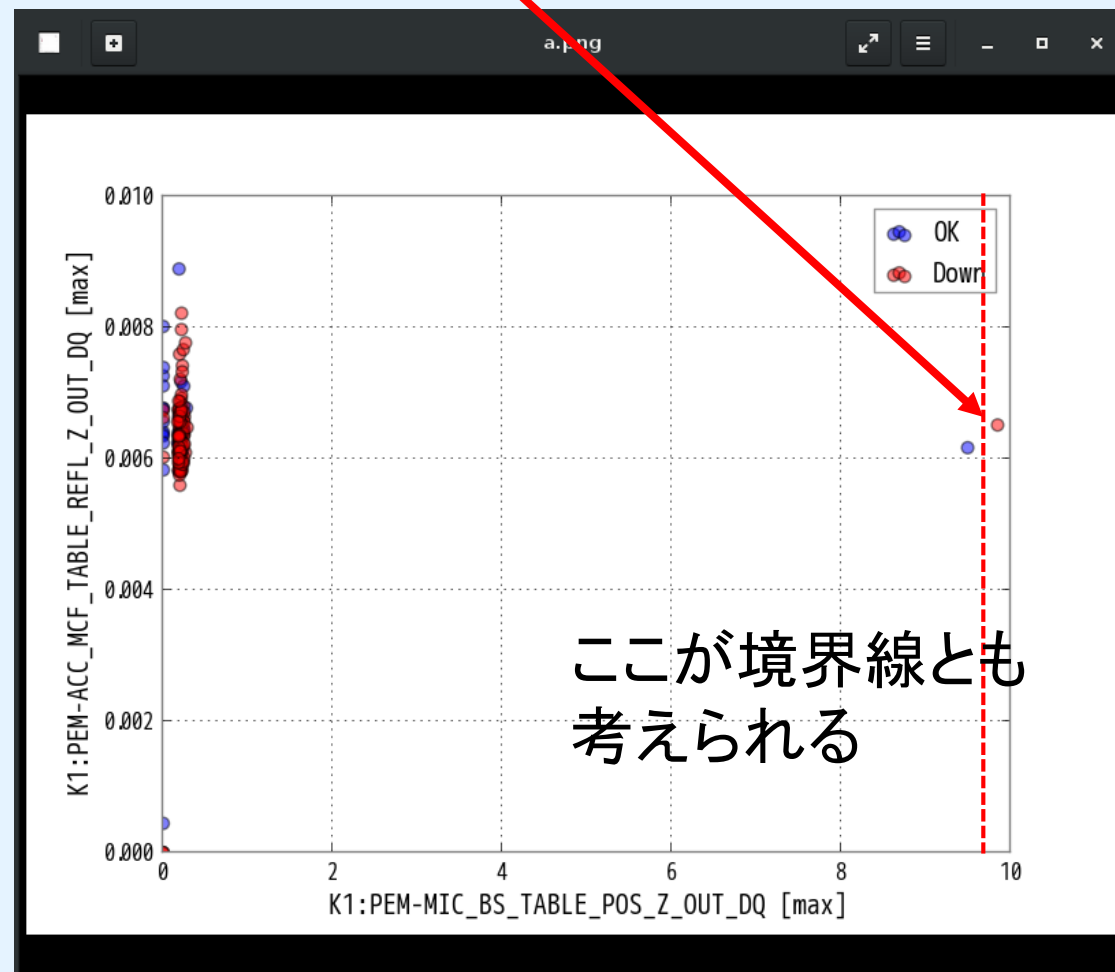 a.png
0.010
0.008
0.006
0.004
0.002
0.000
K1:PEM-ACC_MCF_TABLE_REFL_Z_OUT_DQ [max]
OK
Down
ここが境界線とも
考えられる
0
2
4
6
8
10
K1:PEM-MIC_BS_TABLE_POS_Z_OUT_DQ [max]